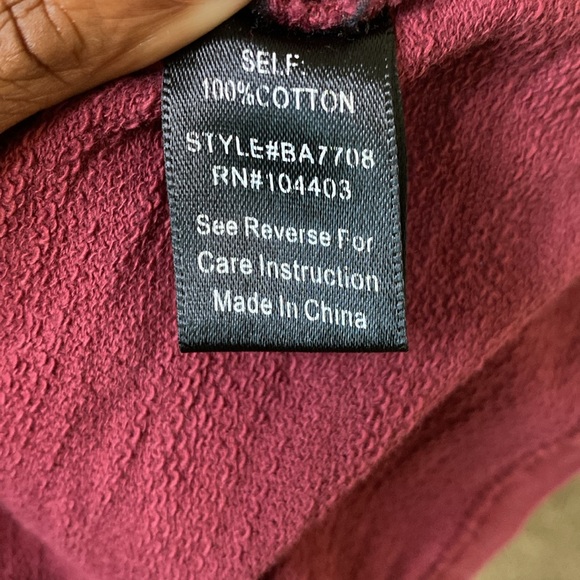 SELF:
100%COTTON
STYLE#BA7708
RN#104403
See Reverse For
Care Instruction
Made In China